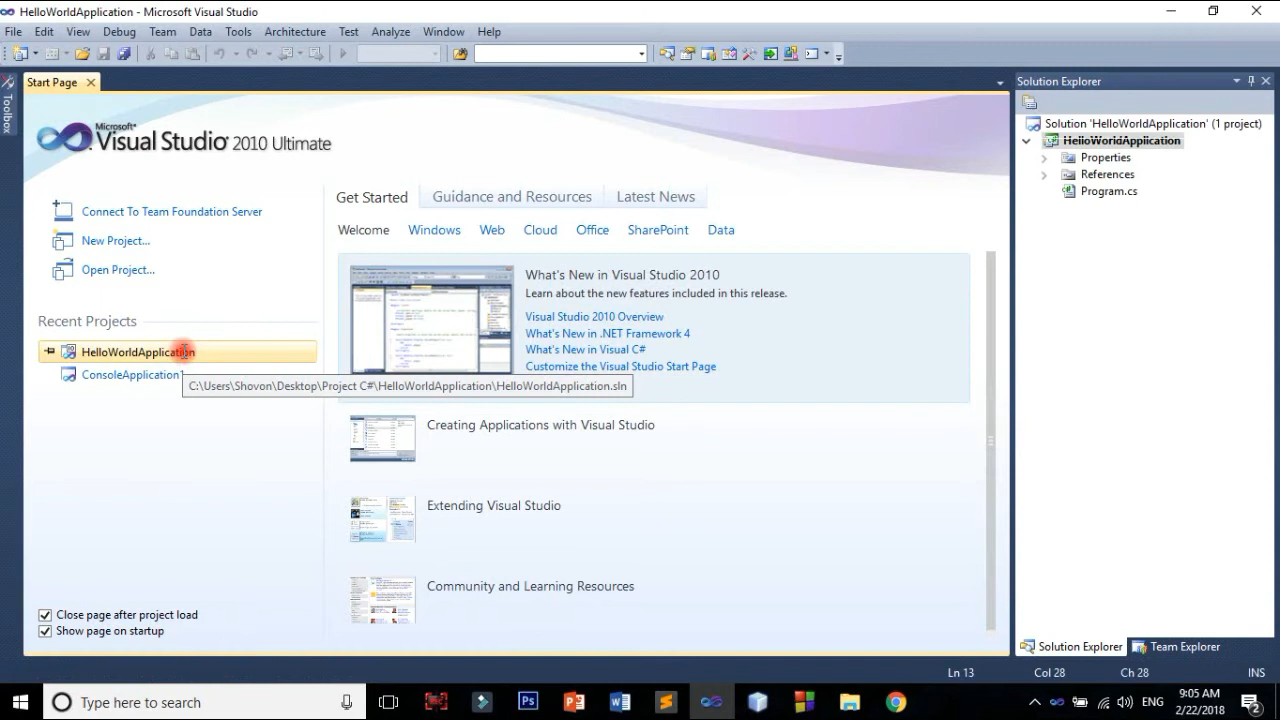 HelloWorldApplication - Microsoft Visual Studio
File Edit View Project Build Debug Team Data Tools Architecture Test Analyze Window Help
Start Page
Toolbox
Microsoft
Visual Studio 2010 Ultimate
Connect To Team Foundation Server
New Project...
Open Project...
Recent Projects
HelloWorldApplication
ConsoleApplication1
C:\Users\Shovon\Desktop\Project C#\HelloWorldApplication\HelloWorldApplication.sln
Close page after project load
Show page on startup
Get Started Guidance and Resources Latest News
Welcome Windows Web Cloud Office SharePoint Data
What's New in Visual Studio 2010
Learn about the new features included in this release.
Visual Studio 2010 Overview
What's New in .NET Framework 4
What's New in Visual C#
Customize the Visual Studio Start Page
Creating Applications with Visual Studio
Extending Visual Studio
Community and Learning Resources
Solution Explorer
Solution 'HelloWorldApplication' (1 project)
HelloWorldApplication
Properties
References
Program.cs
Solution Explorer Team Explorer
Ln 13 Col 28 Ch 28 INS
Type here to search
Ps
ENG
9:05 AM
2/22/2018
2